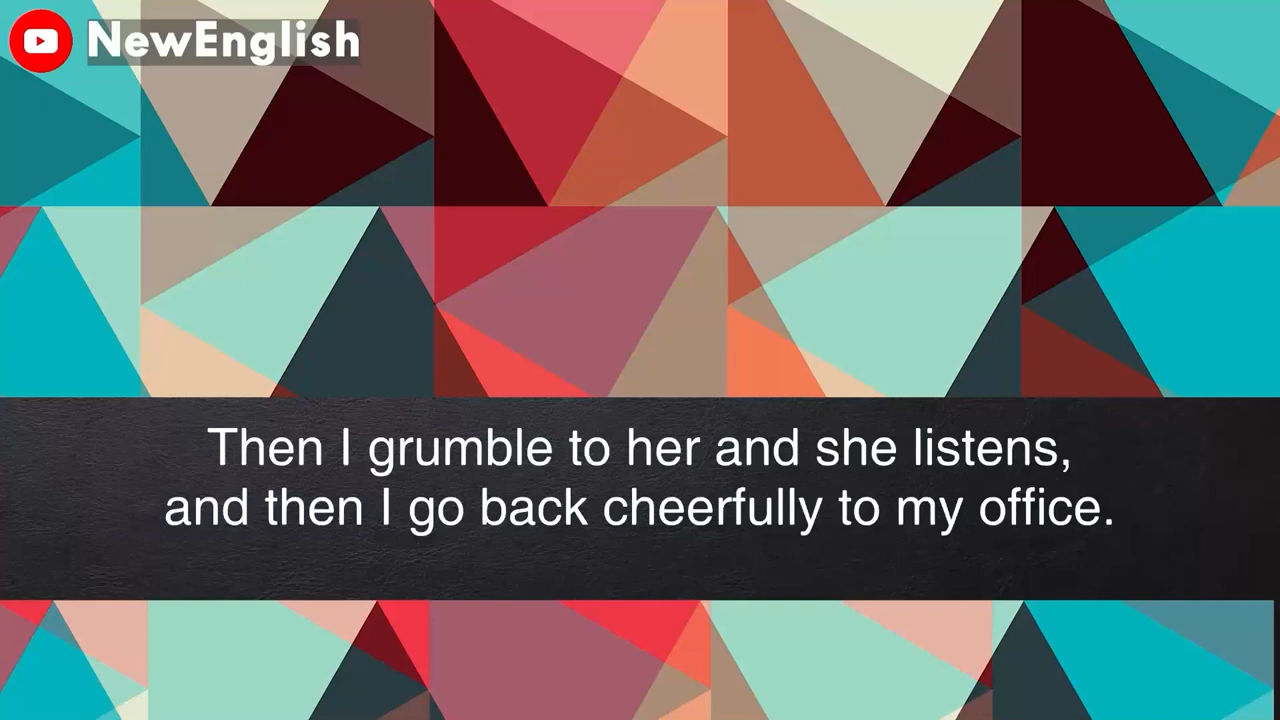 NewEnglish
Then I grumble to her and she listens,
and then I go back cheerfully to my office.